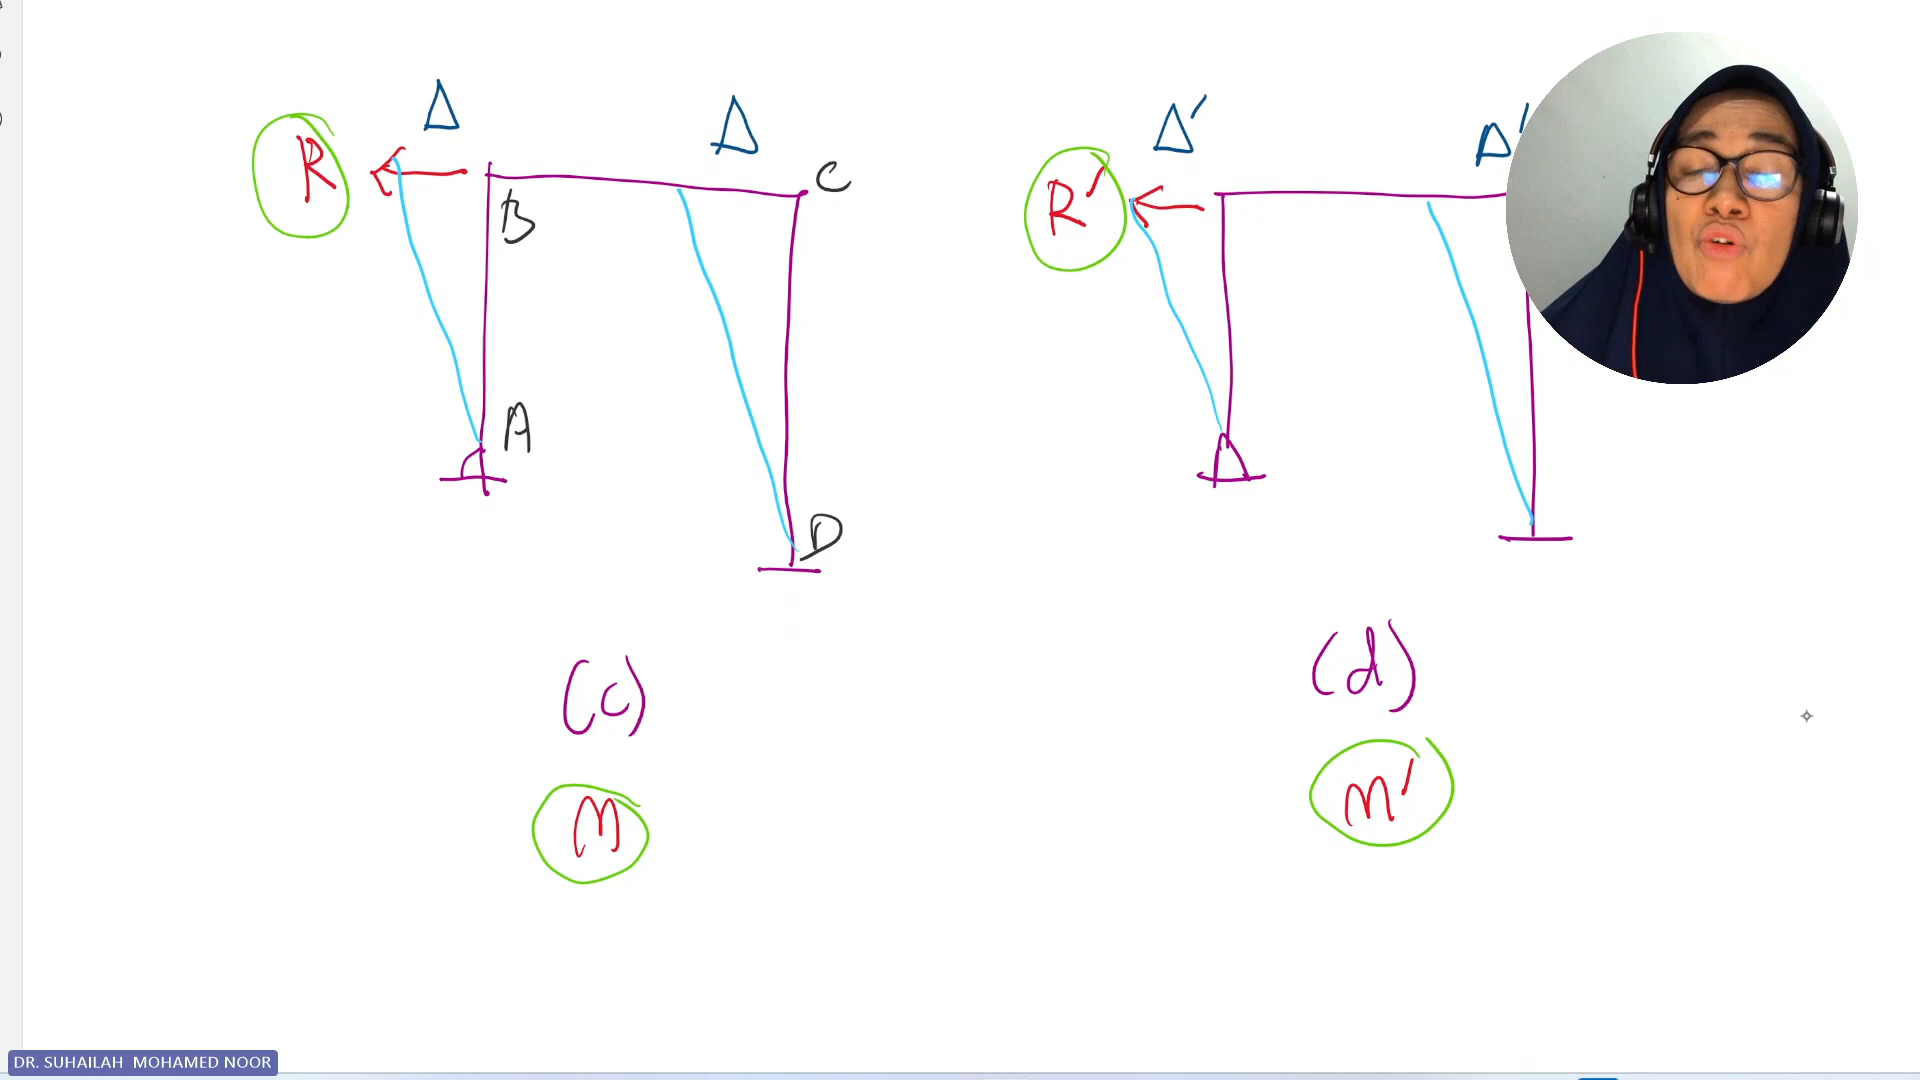 Δ
Δ
R
B
C
A
D
(c)
M
Δ'
Δ'
R'
(d)
M'
DR. SUHAILAH MOHAMED NOOR